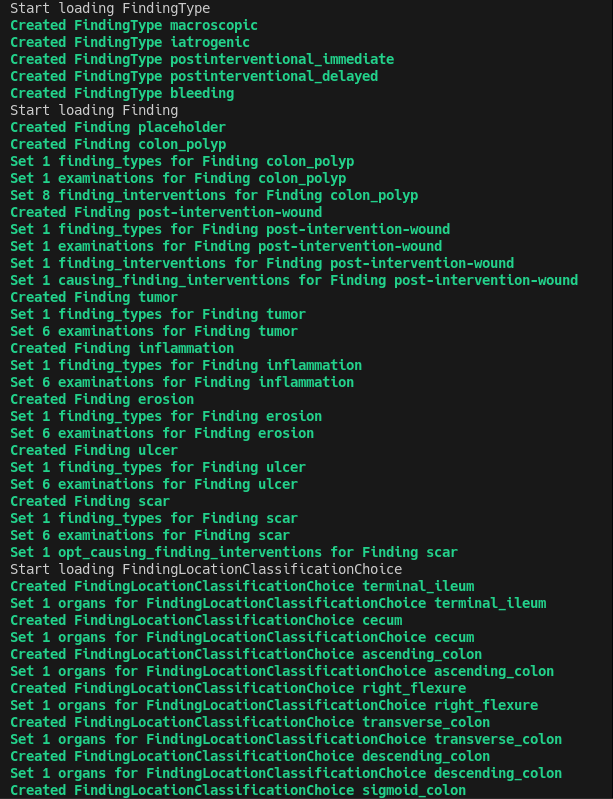 Start loading FindingType
Created FindingType macroscopic
Created FindingType iatrogenic
Created FindingType postinterventional_immediate
Created FindingType postinterventional_delayed
Created FindingType bleeding
Start loading Finding
Created Finding placeholder
Created Finding colon_polyp
Set 1 finding_types for Finding colon_polyp
Set 1 examinations for Finding colon_polyp
Set 8 finding_interventions for Finding colon_polyp
Created Finding post-intervention-wound
Set 1 finding_types for Finding post-intervention-wound
Set 1 examinations for Finding post-intervention-wound
Set 1 finding_interventions for Finding post-intervention-wound
Set 1 causing_finding_interventions for Finding post-intervention-wound
Created Finding tumor
Set 1 finding_types for Finding tumor
Set 6 examinations for Finding tumor
Created Finding inflammation
Set 1 finding_types for Finding inflammation
Set 6 examinations for Finding inflammation
Created Finding erosion
Set 1 finding_types for Finding erosion
Set 6 examinations for Finding erosion
Created Finding ulcer
Set 1 finding_types for Finding ulcer
Set 6 examinations for Finding ulcer
Created Finding scar
Set 1 finding_types for Finding scar
Set 6 examinations for Finding scar
Set 1 opt_causing_finding_interventions for Finding scar
Start loading FindingLocationClassificationChoice
Created FindingLocationClassificationChoice terminal_ileum
Set 1 organs for FindingLocationClassificationChoice terminal_ileum
Created FindingLocationClassificationChoice cecum
Set 1 organs for FindingLocationClassificationChoice cecum
Created FindingLocationClassificationChoice ascending_colon
Set 1 organs for FindingLocationClassificationChoice ascending_colon
Created FindingLocationClassificationChoice right_flexure
Set 1 organs for FindingLocationClassificationChoice right_flexure
Created FindingLocationClassificationChoice transverse_colon
Set 1 organs for FindingLocationClassificationChoice transverse_colon
Created FindingLocationClassificationChoice descending_colon
Set 1 organs for FindingLocationClassificationChoice descending_colon
Created FindingLocationClassificationChoice sigmoid_colon